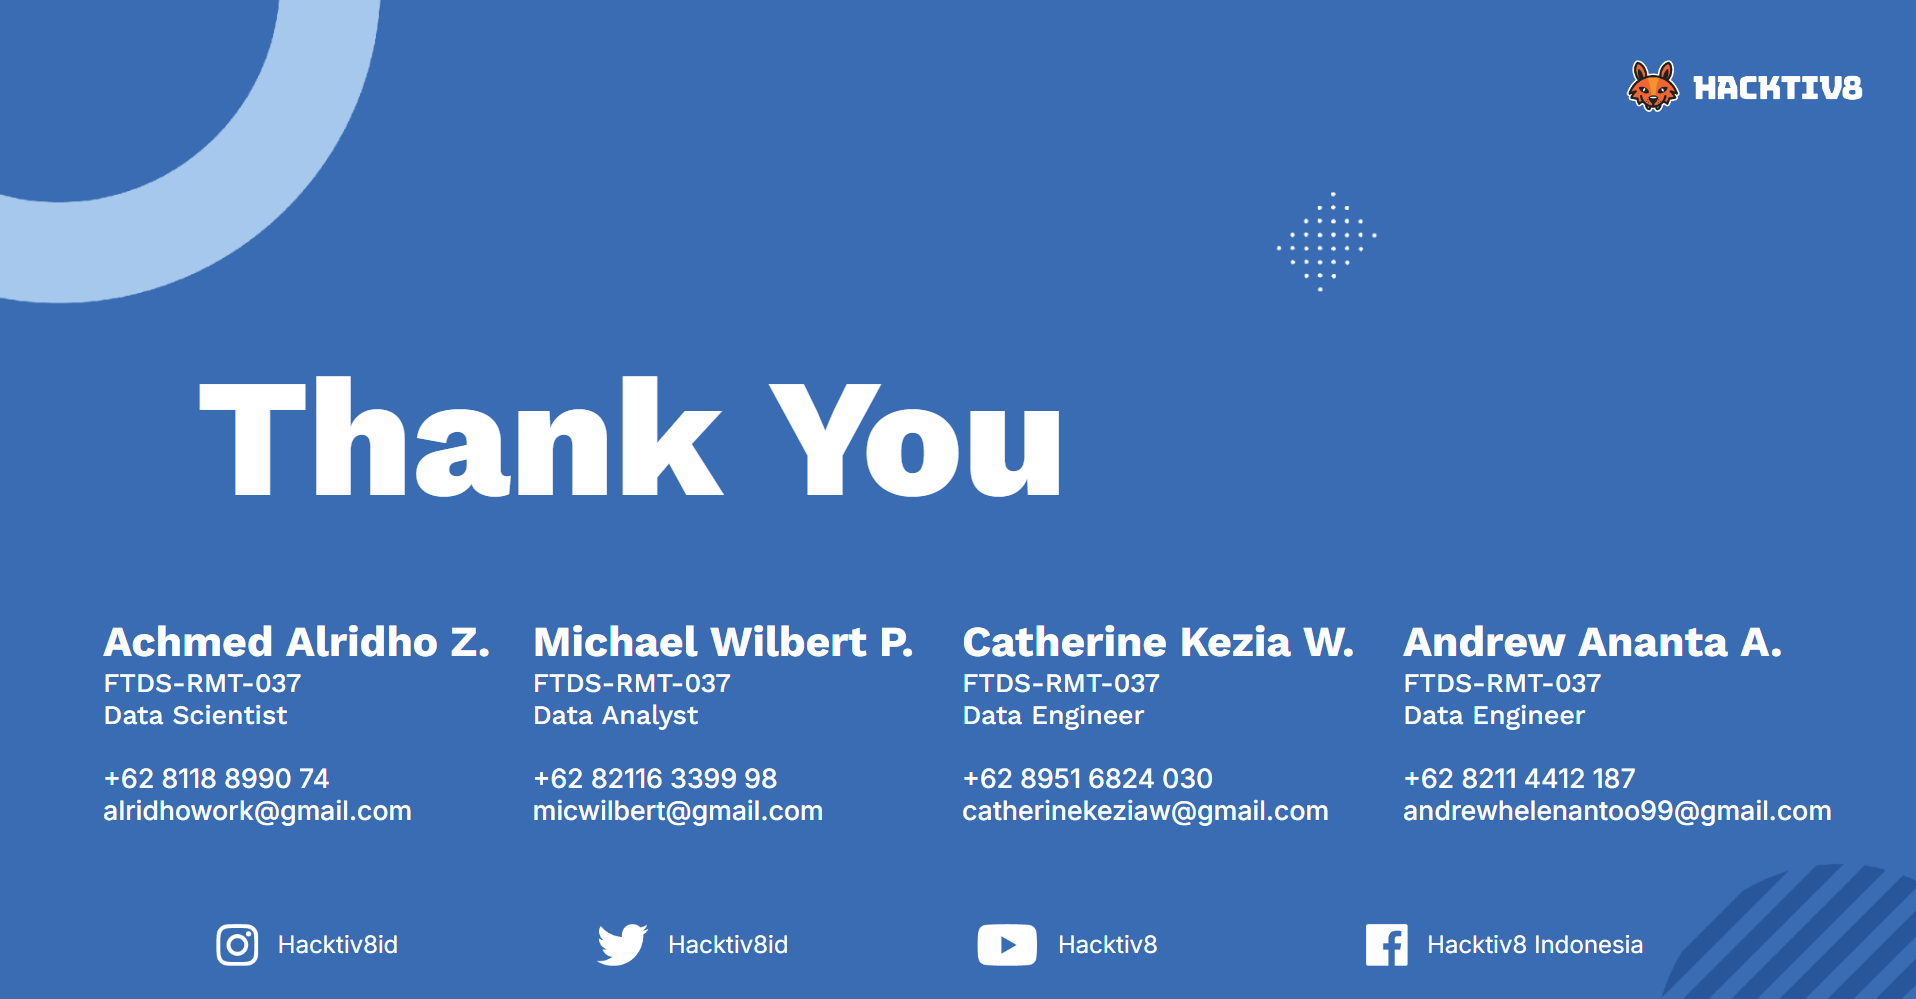 HACKTIV8
Thank You
Achmed Alridho Z.
FTDS-RMT-037
Data Scientist
+62 8118 8990 74
alridhowork@gmail.com
Michael Wilbert P.
FTDS-RMT-037
Data Analyst
+62 82116 3399 98
micwilbert@gmail.com
Catherine Kezia W.
FTDS-RMT-037
Data Engineer
+62 8951 6824 030
catherinekeziaw@gmail.com
Andrew Ananta A.
FTDS-RMT-037
Data Engineer
+62 8211 4412 187
andrewhelenantoo99@gmail.com
Hacktiv8id
Hacktiv8id
Hacktiv8
Hacktiv8 Indonesia